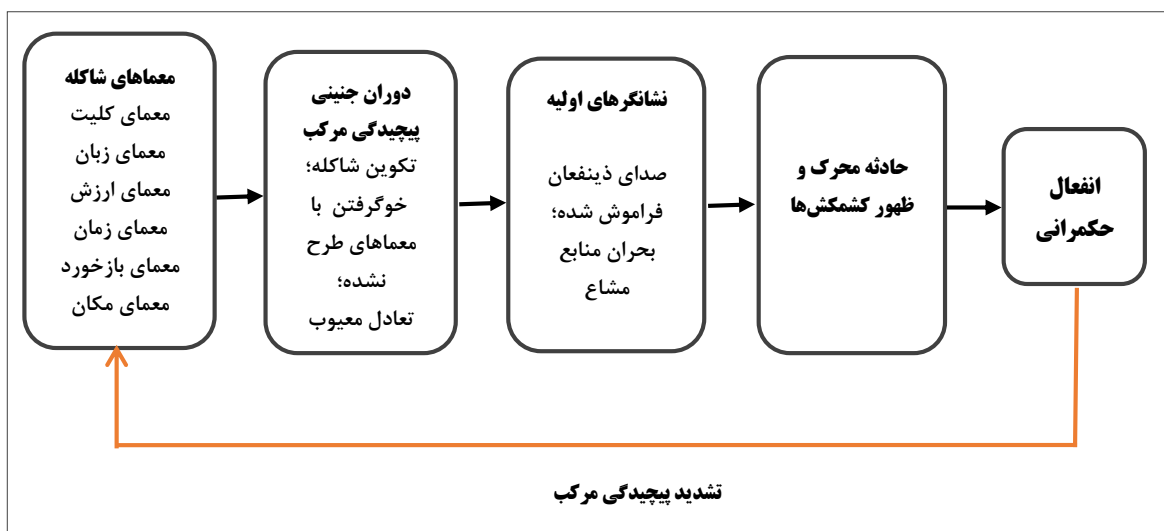 معماهای شاکله
معمای کلیت
معمای زبان
معمای ارزش
معمای زمان
معمای بازخورد
معمای مکان
دوران جنینی
پیچیدگی مرکب
تکوین شاکله؛
خوگرفتن با
معماهای طرح
نشده؛
تعادل معیوب
نشانگرهای اولیه
صدای ذینفعان
فراموش شده؛
بحران منابع
مشاع
حادثه محرک و
ظهور کشمکش‌ها
انفعال
حکمرانی
تشدید پیچیدگی مرکب